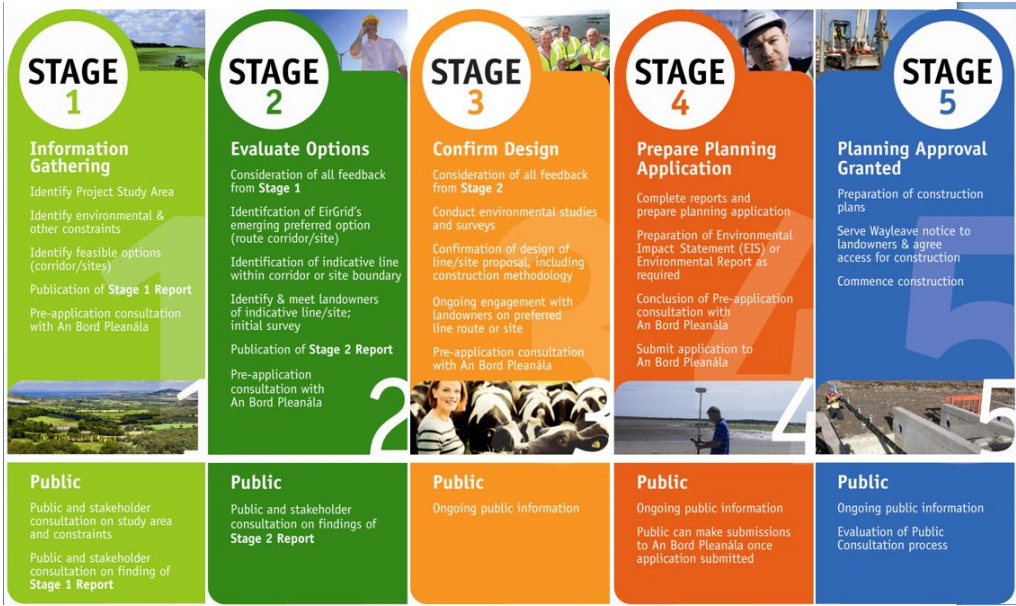 STAGE
1
Information
Gathering
Identify Project Study Area
Identify environmental &
other constraints
Identify feasible options
(corridor/sites)
Publication of Stage 1 Report
Pre-application consultation
with An Bord Pleanála
1
Public
Public and stakeholder
consultation on study area
and constraints
Public and stakeholder
consultation on finding of
Stage 1 Report
STAGE
2
Evaluate Options
Consideration of all feedback
from Stage 1
Identifcation of EirGrid's
emerging preferred option
(route corridor/site)
Identification of indicative line
within corridor or site boundary
Identify & meet landowners
of indicative line/site;
initial survey
Publication of Stage 2 Report
Pre-application
consultation with
An Bord Pleanála
2
Public
Public and stakeholder
consultation on findings of
Stage 2 Report
STAGE
3
Confirm Design
Consideration of all feedback
from Stage 2
Conduct environmental studies
and surveys
Confirmation of design of
line/site proposal, including
construction methodology
Ongoing engagement with
landowners on preferred
line route or site
Pre-application consultation
with An Bord Pleanála
3
Public
Ongoing public information
STAGE
4
Prepare Planning
Application
Complete reports and
prepare planning application
Preparation of Environmental
Impact Statement (EIS) or
Environmental Report as
required
Conclusion of Pre-application
consultation with
An Bord Pleanála
Submit application to
An Bord Pleanála
4
Public
Ongoing public information
Public can make submissions
to An Bord Pleanála once
application submitted
STAGE
5
Planning Approval
Granted
Preparation of construction
plans
Serve Wayleave notice to
landowners & agree
access for construction
Commence construction
5
Public
Ongoing public information
Evaluation of Public
Consultation process